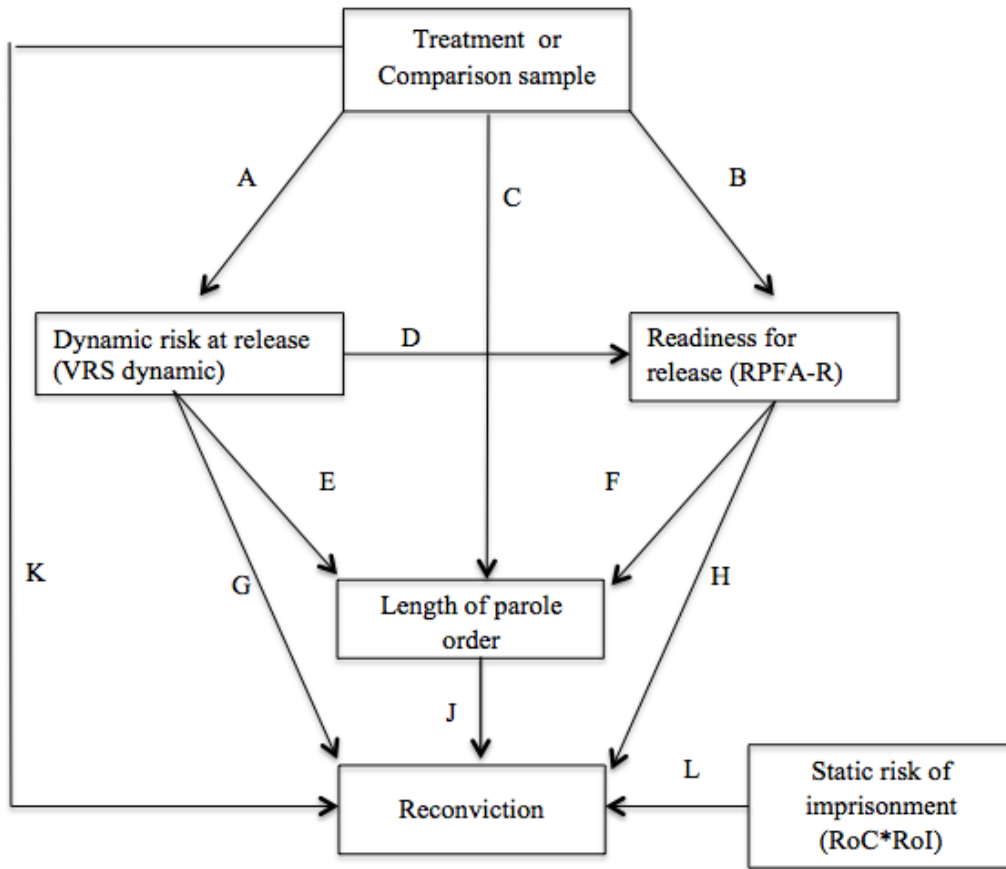 Treatment or
Comparison sample
A
B
C
Dynamic risk at release
(VRS dynamic)
D
Readiness for
release (RPFA-R)
E
F
K
G
H
Length of parole
order
J
L
Reconviction
Static risk of
imprisonment
(RoC*RoI)